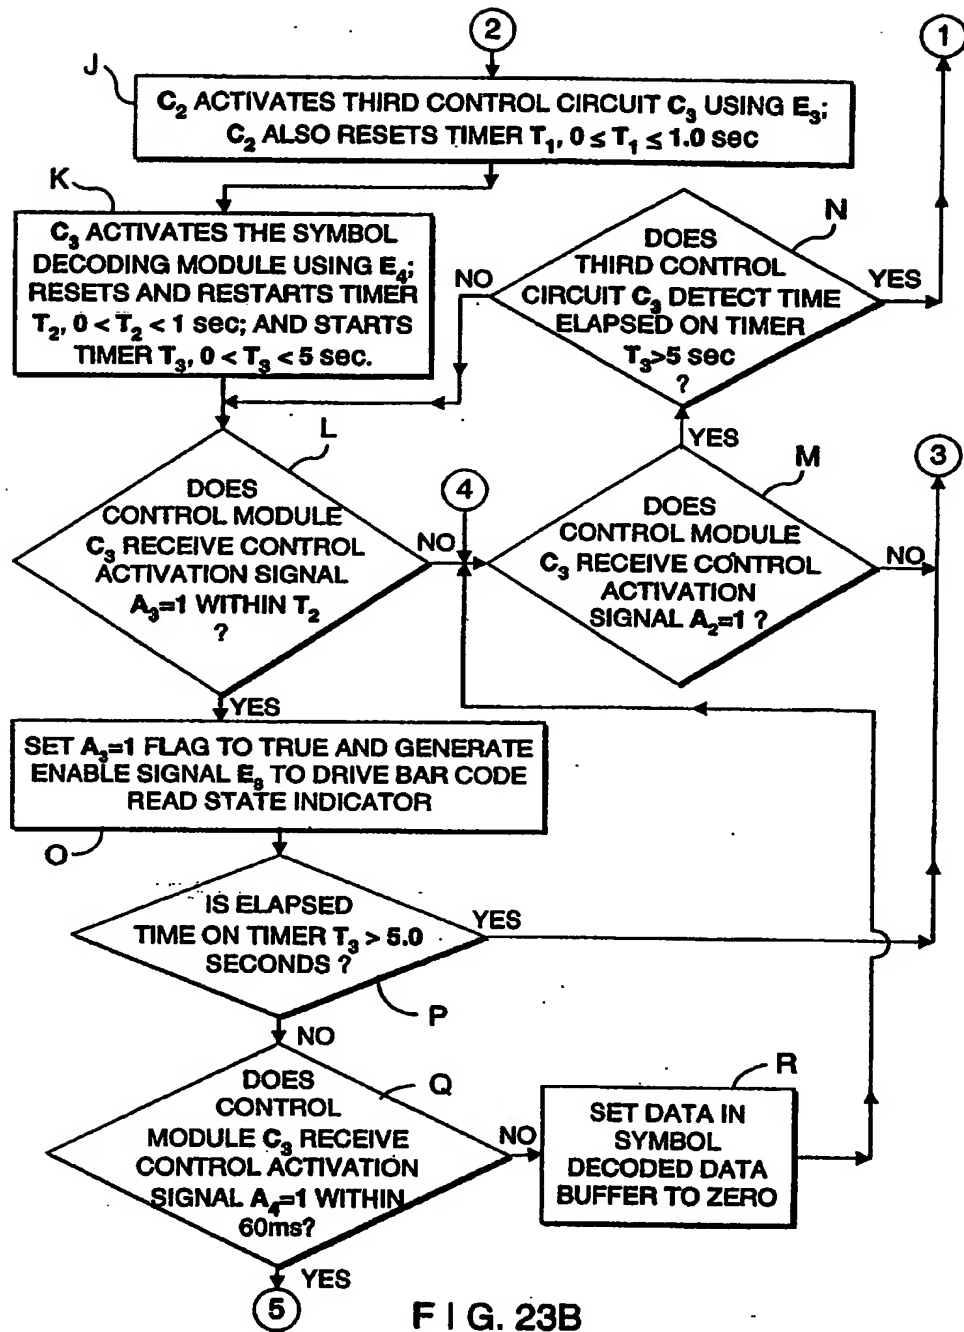 2
1
J
C2 ACTIVATES THIRD CONTROL CIRCUIT C3 USING E3;
C2 ALSO RESETS TIMER T1, 0 ≤ T1 ≤ 1.0 sec
K
C3 ACTIVATES THE SYMBOL
DECODING MODULE USING E4;
RESETS AND RESTARTS TIMER
T2, 0 < T2 < 1 sec; AND STARTS
TIMER T3, 0 < T3 < 5 sec.
N
DOES
THIRD CONTROL
CIRCUIT C3 DETECT TIME
ELAPSED ON TIMER
T3>5 sec
?
NO
YES
L
DOES
CONTROL MODULE
C3 RECEIVE CONTROL
ACTIVATION SIGNAL
A3=1 WITHIN T2
?
NO
YES
4
YES
M
DOES
CONTROL MODULE
C3 RECEIVE CONTROL
ACTIVATION
SIGNAL A2=1 ?
NO
3
SET A3=1 FLAG TO TRUE AND GENERATE
ENABLE SIGNAL E8 TO DRIVE BAR CODE
READ STATE INDICATOR
O
IS ELAPSED
TIME ON TIMER T3 > 5.0
SECONDS ?
YES
P
NO
Q
DOES
CONTROL
MODULE C3 RECEIVE
CONTROL ACTIVATION
SIGNAL A4=1 WITHIN
60ms?
NO
R
SET DATA IN
SYMBOL
DECODED DATA
BUFFER TO ZERO
YES
5
FIG. 23B